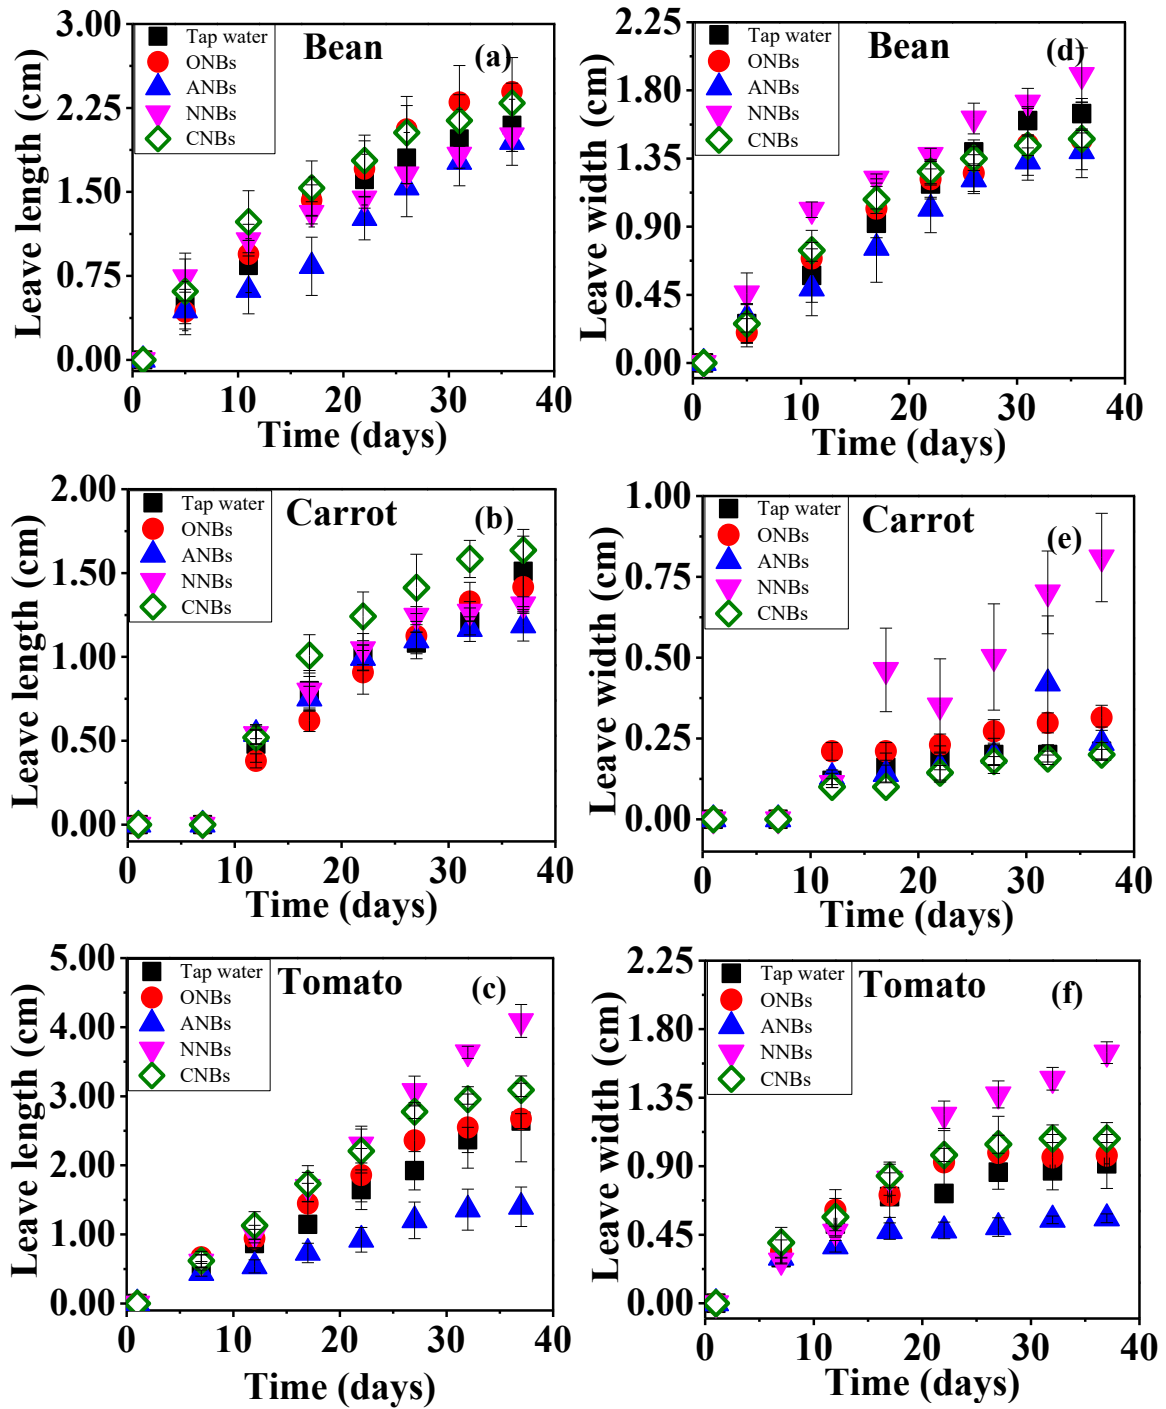 Bean (a)
Tap water
ONBs
ANBs
NNBs
CNBs
Leave length (cm)
3.00
2.25
1.50
0.75
0.00
0 10 20 30 40
Time (days)
Bean (d)
Tap water
ONBs
ANBs
NNBs
CNBs
Leave width (cm)
2.25
1.80
1.35
0.90
0.45
0.00
0 10 20 30 40
Time (days)
Carrot (b)
Tap water
ONBs
ANBs
NNBs
CNBs
Leave length (cm)
2.00
1.50
1.00
0.50
0.00
0 10 20 30 40
Time (days)
Carrot (e)
Tap water
ONBs
ANBs
NNBs
CNBs
Leave width (cm)
1.00
0.75
0.50
0.25
0.00
0 10 20 30 40
Time (days)
Tomato (c)
Tap water
ONBs
ANBs
NNBs
CNBs
Leave length (cm)
5.00
4.00
3.00
2.00
1.00
0.00
0 10 20 30 40
Time (days)
Tomato (f)
Tap water
ONBs
ANBs
NNBs
CNBs
Leave width (cm)
2.25
1.80
1.35
0.90
0.45
0.00
0 10 20 30 40
Time (days)